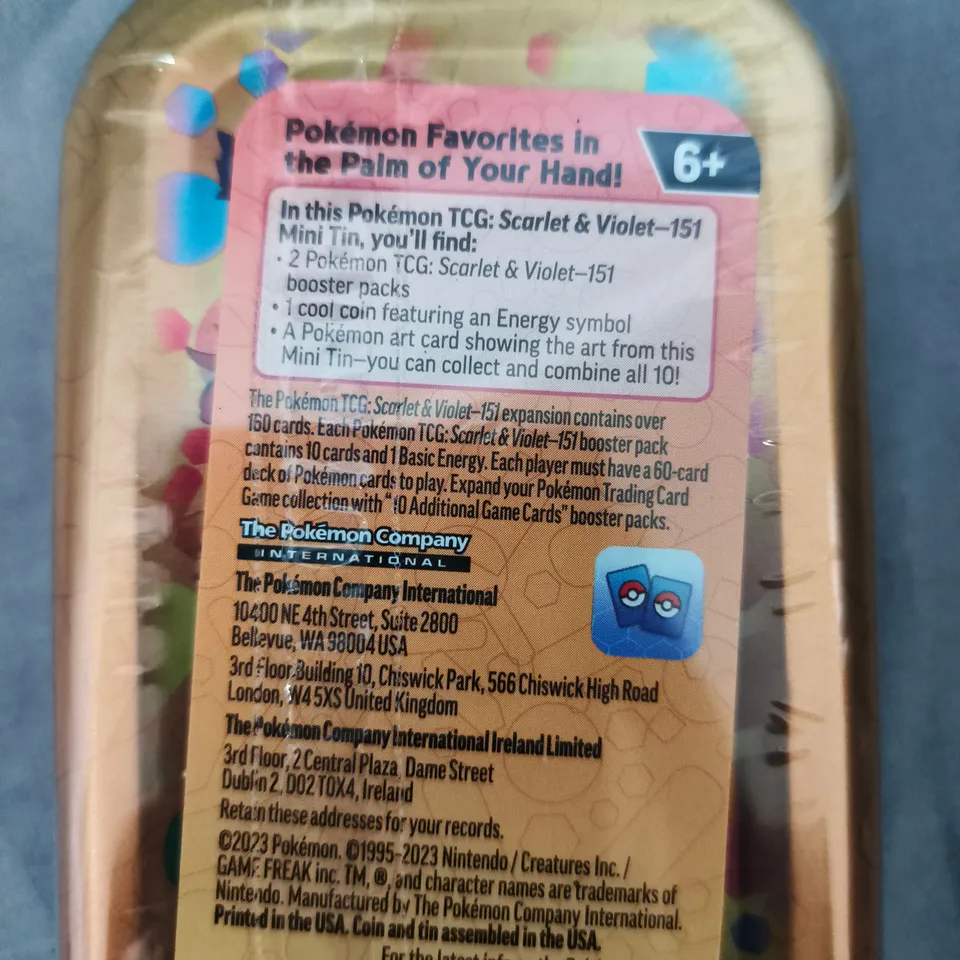 Pokémon Favorites in
the Palm of Your Hand!
6+
In this Pokémon TCG: Scarlet & Violet—151
Mini Tin, you'll find:
• 2 Pokémon TCG: Scarlet & Violet—151
booster packs
• 1 cool coin featuring an Energy symbol
• A Pokémon art card showing the art from this
Mini Tin—you can collect and combine all 10!
The Pokémon TCG: Scarlet & Violet—151 expansion contains over
160 cards. Each Pokémon TCG: Scarlet & Violet—151 booster pack
contains 10 cards and 1 Basic Energy. Each player must have a 60-card
deck of Pokémon cards to play. Expand your Pokémon Trading Card
Game collection with "10 Additional Game Cards" booster packs.
The Pokémon Company
INTERNATIONAL
The Pokémon Company International
10400 NE 4th Street, Suite 2800
Bellevue, WA 98004 USA
3rd Floor Building 10, Chiswick Park, 566 Chiswick High Road
London, W4 5XS United Kingdom
The Pokémon Company International Ireland Limited
3rd Floor, 2 Central Plaza, Dame Street
Dublin 2, D02 T0X4, Ireland
Retain these addresses for your records.
©2023 Pokémon. ©1995–2023 Nintendo / Creatures Inc. /
GAME FREAK inc. TM, ®, and character names are trademarks of
Nintendo. Manufactured by The Pokémon Company International.
Printed in the USA. Coin and tin assembled in the USA.
For the latest info